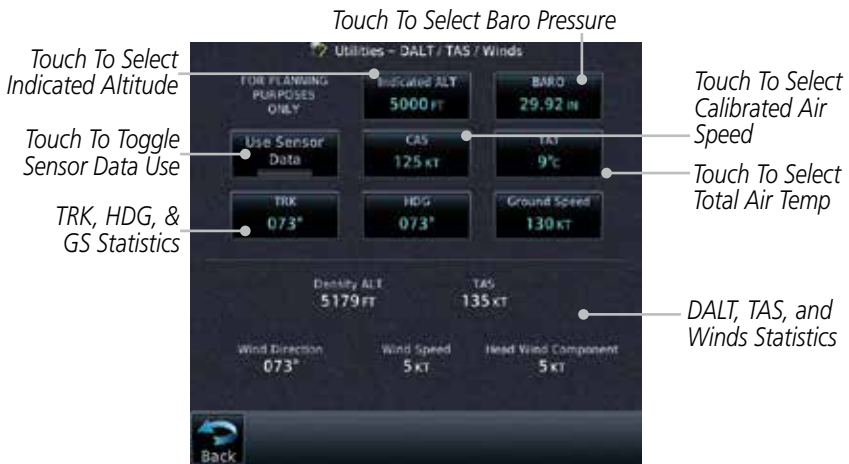 Touch To Select Baro Pressure
Touch To Select
Indicated Altitude
Touch To Toggle
Sensor Data Use
TRK, HDG, &
GS Statistics
Utilities – DALT / TAS / Winds
FOR PLANNING
PURPOSES
ONLY
Indicated ALT
5000 FT
BARO
29.92 IN
Use Sensor
Data
CAS
125 KT
TAT
9°C
TRK
073°
HDG
073°
Ground Speed
130 KT
Density ALT
5179 FT
TAS
135 KT
Wind Direction
073°
Wind Speed
5 KT
Head Wind Component
5 KT
Back
Touch To Select
Calibrated Air
Speed
Touch To Select
Total Air Temp
DALT, TAS, and
Winds Statistics